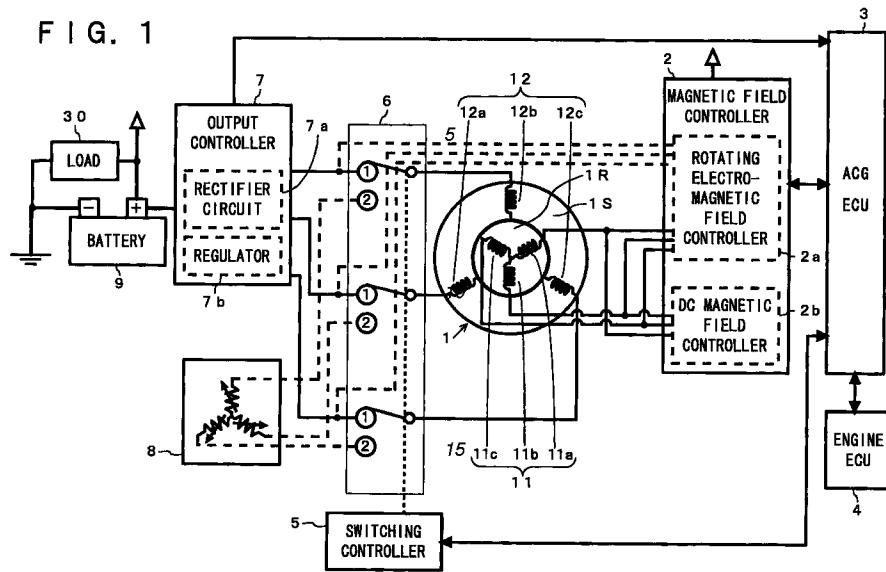 FIG. 1
3
7
12
2
6
30
OUTPUT
CONTROLLER
7a
12a
12b
12c
5
MAGNETIC FIELD
CONTROLLER
LOAD
RECTIFIER
CIRCUIT
①
②
1R
1S
ROTATING
ELECTRO-
MAGNETIC
FIELD
CONTROLLER
ACG
ECU
−
+
BATTERY
REGULATOR
9
7b
2a
①
②
1
DC MAGNETIC
FIELD
CONTROLLER
2b
8
①
②
15
11c
11b
11a
11
ENGINE
ECU
4
5
SWITCHING
CONTROLLER